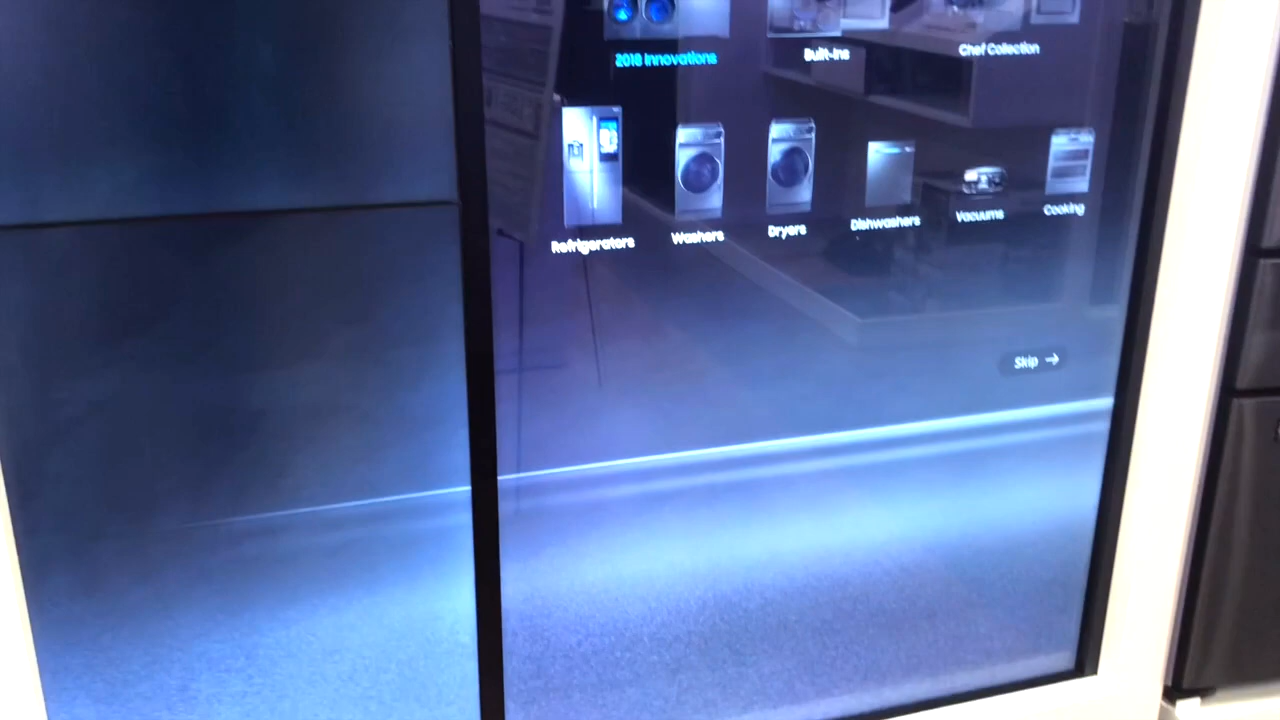 2018 Innovations
Built-Ins
Chef Collection
Refrigerators
Washers
Dryers
Dishwashers
Vacuums
Cooking
Skip →